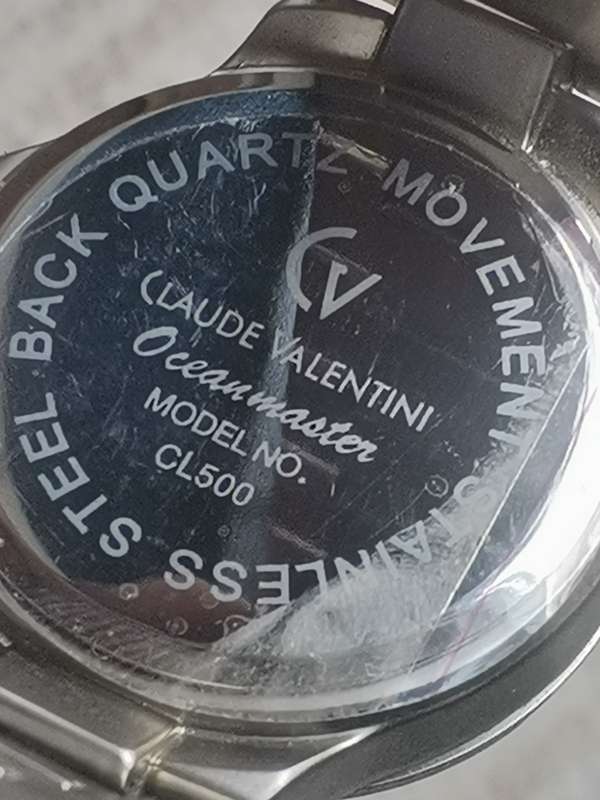 QUARTZ MOVEMENT STAINLESS STEEL BACK
CV
CLAUDE VALENTINI
Oceanmaster
MODEL NO.
CL500